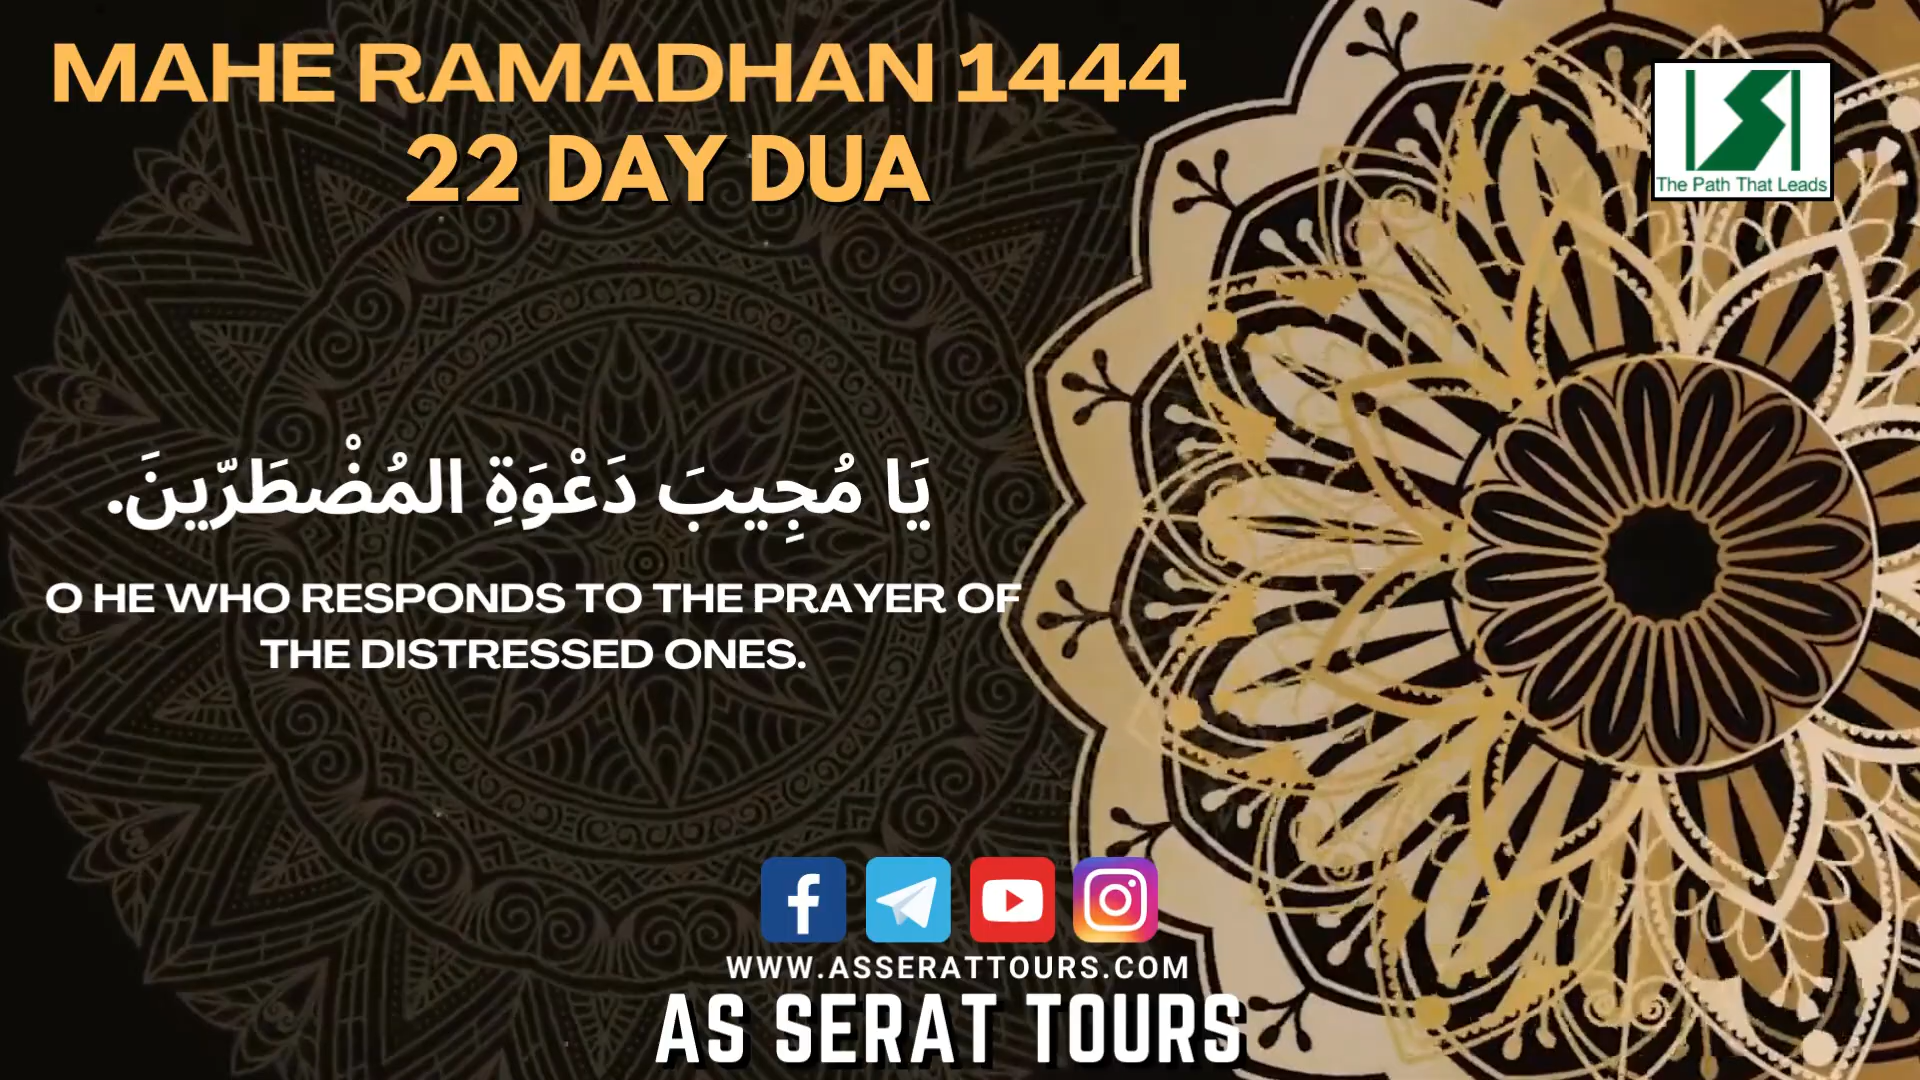 MAHE RAMADHAN 1444
22 DAY DUA
The Path That Leads
يَا مُجِيبَ دَعْوَةِ المُضْطَرّينَ.
O HE WHO RESPONDS TO THE PRAYER OF
THE DISTRESSED ONES.
WWW.ASSERATTOURS.COM
AS SERAT TOURS